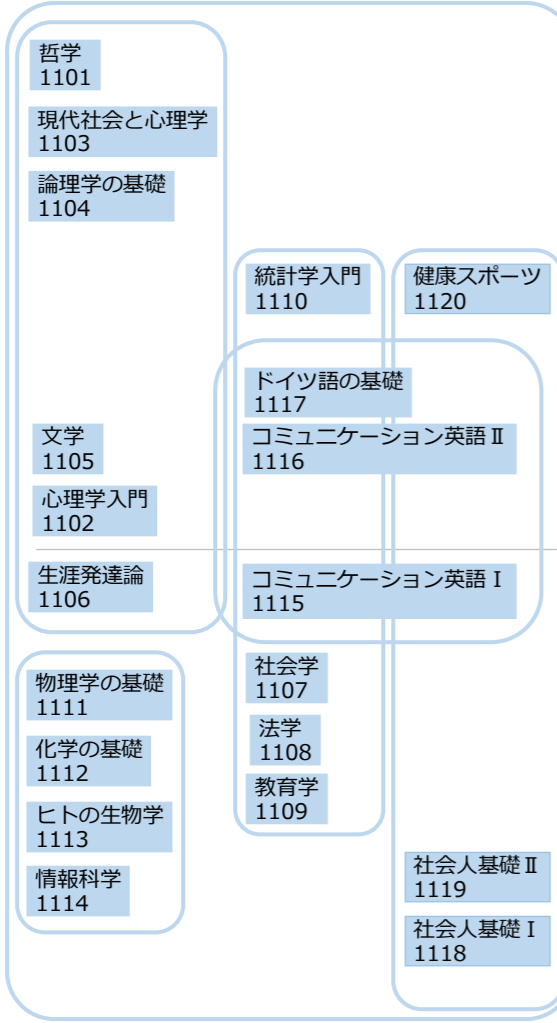 哲学
1101
現代社会と心理学
1103
論理学の基礎
1104
統計学入門
1110
健康スポーツ
1120
ドイツ語の基礎
1117
文学
1105
コミュニケーション英語Ⅱ
1116
心理学入門
1102
生涯発達論
1106
コミュニケーション英語Ⅰ
1115
物理学の基礎
1111
社会学
1107
化学の基礎
1112
法学
1108
ヒトの生物学
1113
教育学
1109
情報科学
1114
社会人基礎Ⅱ
1119
社会人基礎Ⅰ
1118